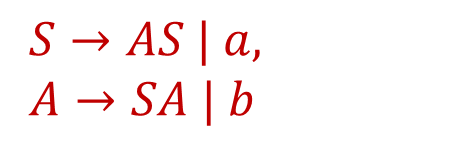 S → AS | a,
A → SA | b